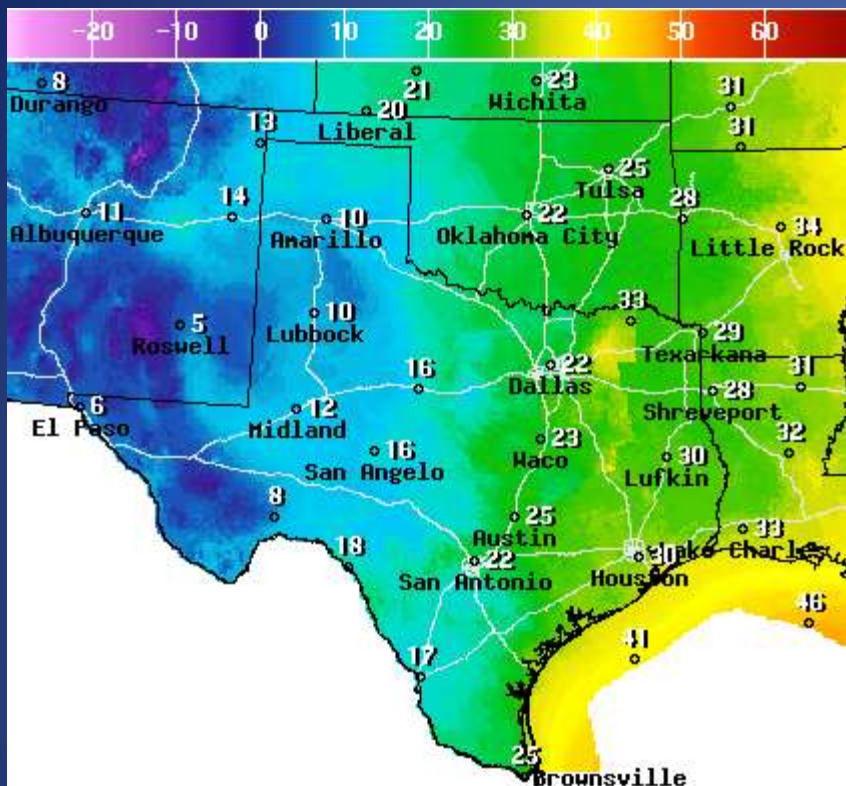 -20 -10 0 10 20 30 40 50 60
8 21 23 31
Durango 20 Wichita
Liberal
13 31
25
Tulsa
11 14 10 22 28 34
Albuquerque Amarillo Oklahoma City Little Rock
5 10 33
Roswell Lubbock 29
Texarkana
22
16 Dallas 28 31
6 12 Shreveport
El Paso Midland
16 23 30 32
San Angelo Waco Lufkin
8 25 33
Austin
18 22 30 Lake Charles
San Antonio Houston
46
41
17
25
Brownsville